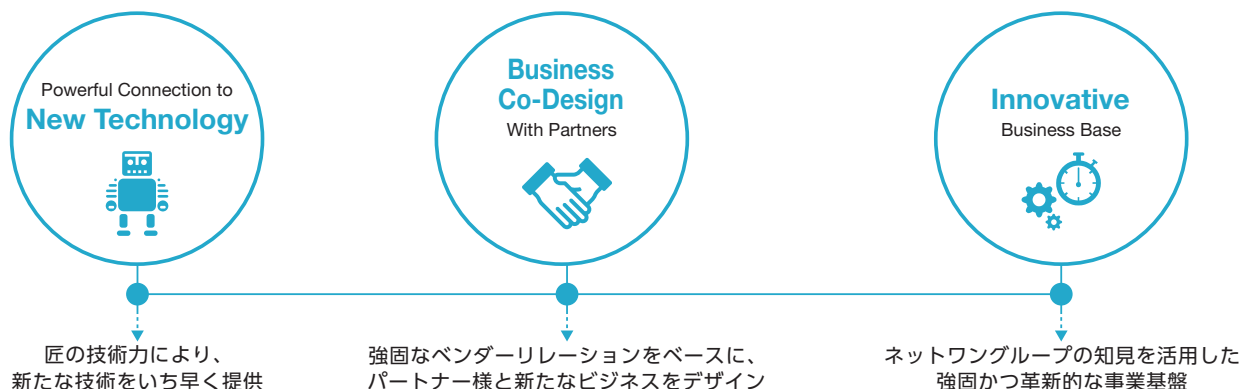 Powerful Connection to
New Technology
Business
Co-Design
With Partners
Innovative
Business Base
匠の技術力により、
新たな技術をいち早く提供
強固なベンダーリレーションをベースに、
パートナー様と新たなビジネスをデザイン
ネットワングループの知見を活用した
強固かつ革新的な事業基盤